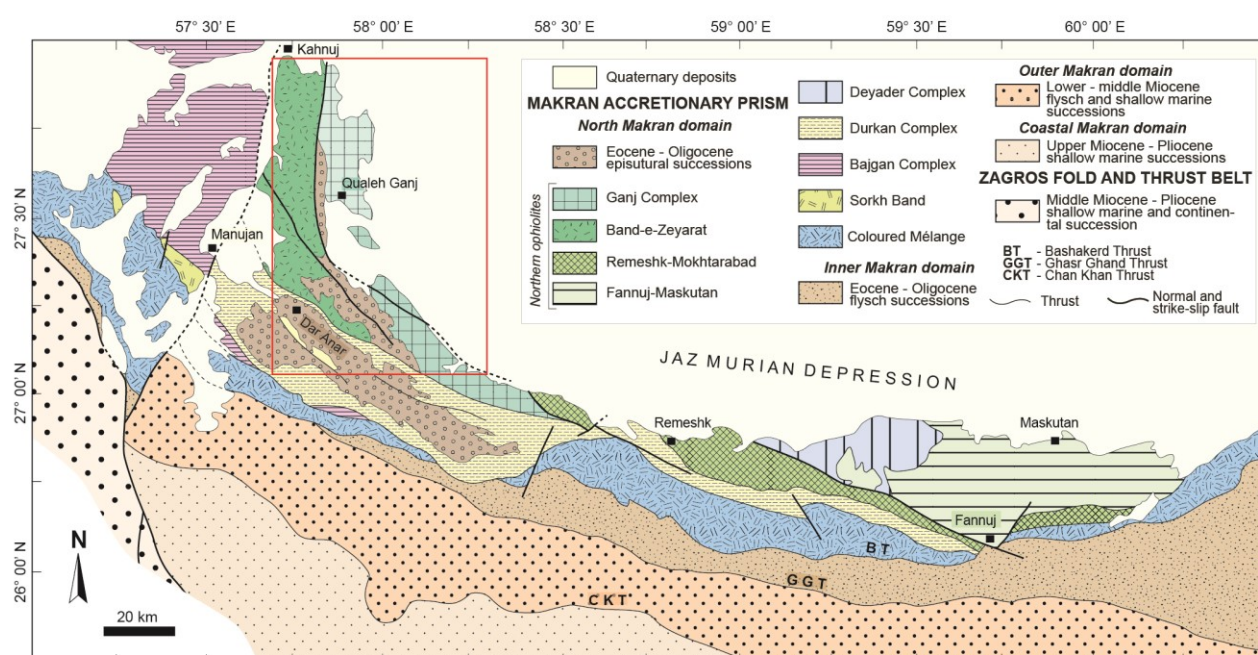 57° 30' E
58° 00' E
58° 30' E
59° 00' E
59° 30' E
60° 00' E
27° 30' N
27° 00' N
26° 00' N
Kahnuj
Qualeh Ganj
Manujan
Dar Anar
Remeshk
Maskutan
Fannuj
JAZ MURIAN DEPRESSION
BT
GGT
CKT
N
20 km
Quaternary deposits
MAKRAN ACCRETIONARY PRISM
North Makran domain
Eocene - Oligocene
episutural successions
Northern ophiolites
Ganj Complex
Band-e-Zeyarat
Remeshk-Mokhtarabad
Fannuj-Maskutan
Deyader Complex
Durkan Complex
Bajgan Complex
Sorkh Band
Coloured Mélange
Inner Makran domain
Eocene - Oligocene
flysch successions
Outer Makran domain
Lower - middle Miocene
flysch and shallow marine
successions
Coastal Makran domain
Upper Miocene - Pliocene
shallow marine successions
ZAGROS FOLD AND THRUST BELT
Middle Miocene - Pliocene
shallow marine and continen-
tal succession
BT - Bashakerd Thrust
GGT - Ghasr Ghand Thrust
CKT - Chan Khan Thrust
Thrust
Normal and
strike-slip fault